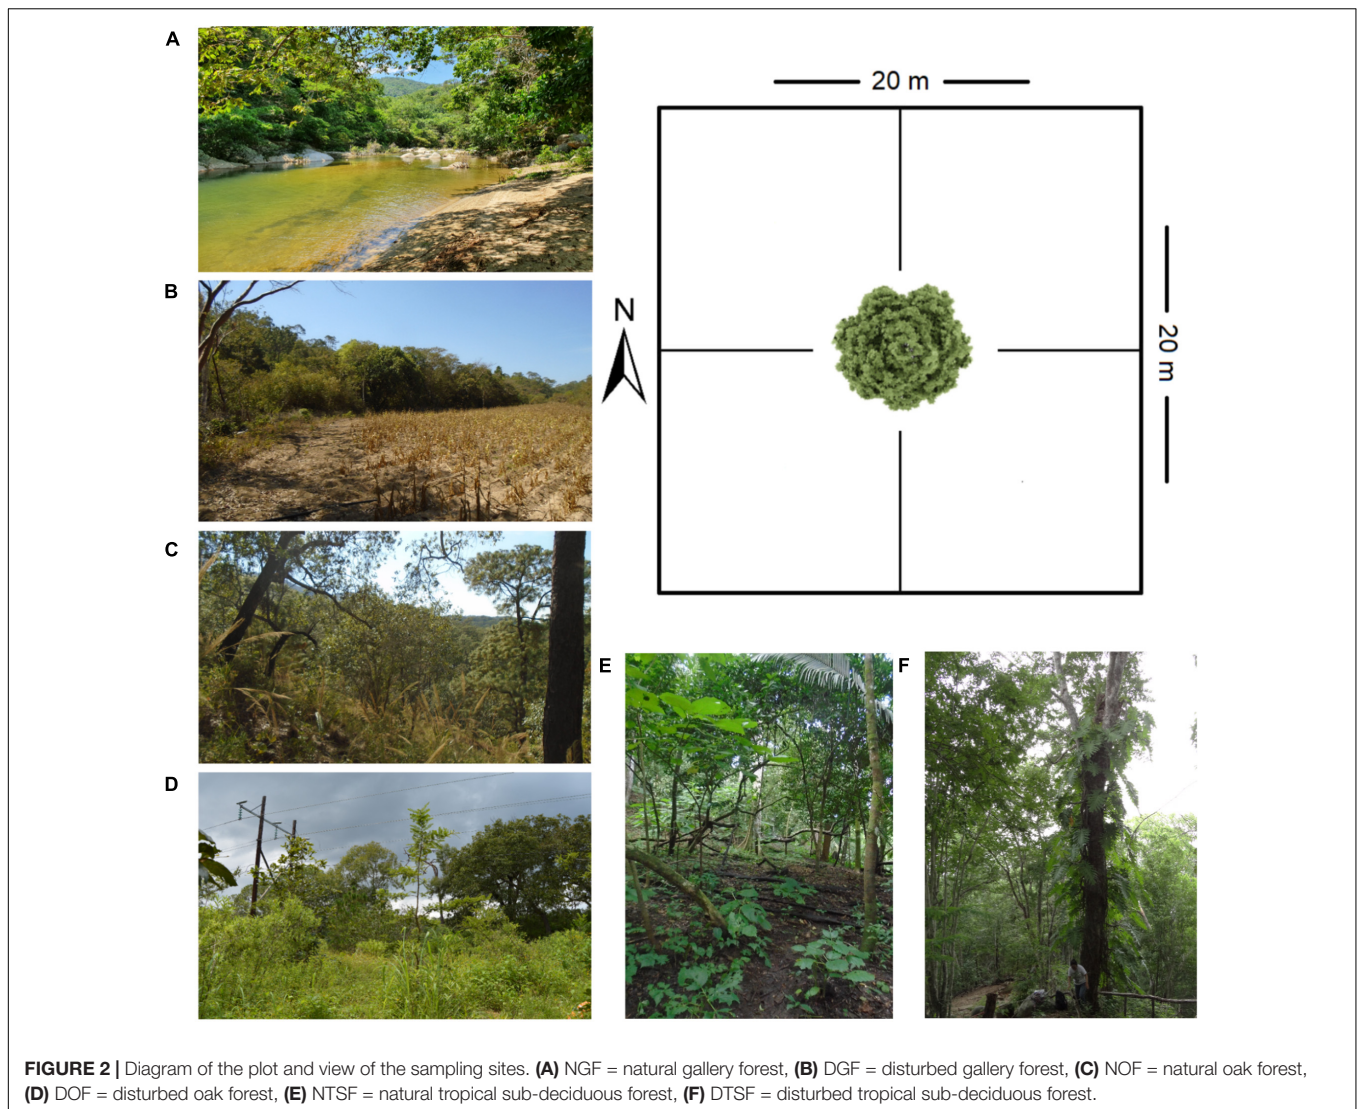 A
20 m
B
N
20 m
C
E
F
D
FIGURE 2 | Diagram of the plot and view of the sampling sites. (A) NGF = natural gallery forest, (B) DGF = disturbed gallery forest, (C) NOF = natural oak forest,
(D) DOF = disturbed oak forest, (E) NTSF = natural tropical sub-deciduous forest, (F) DTSF = disturbed tropical sub-deciduous forest.